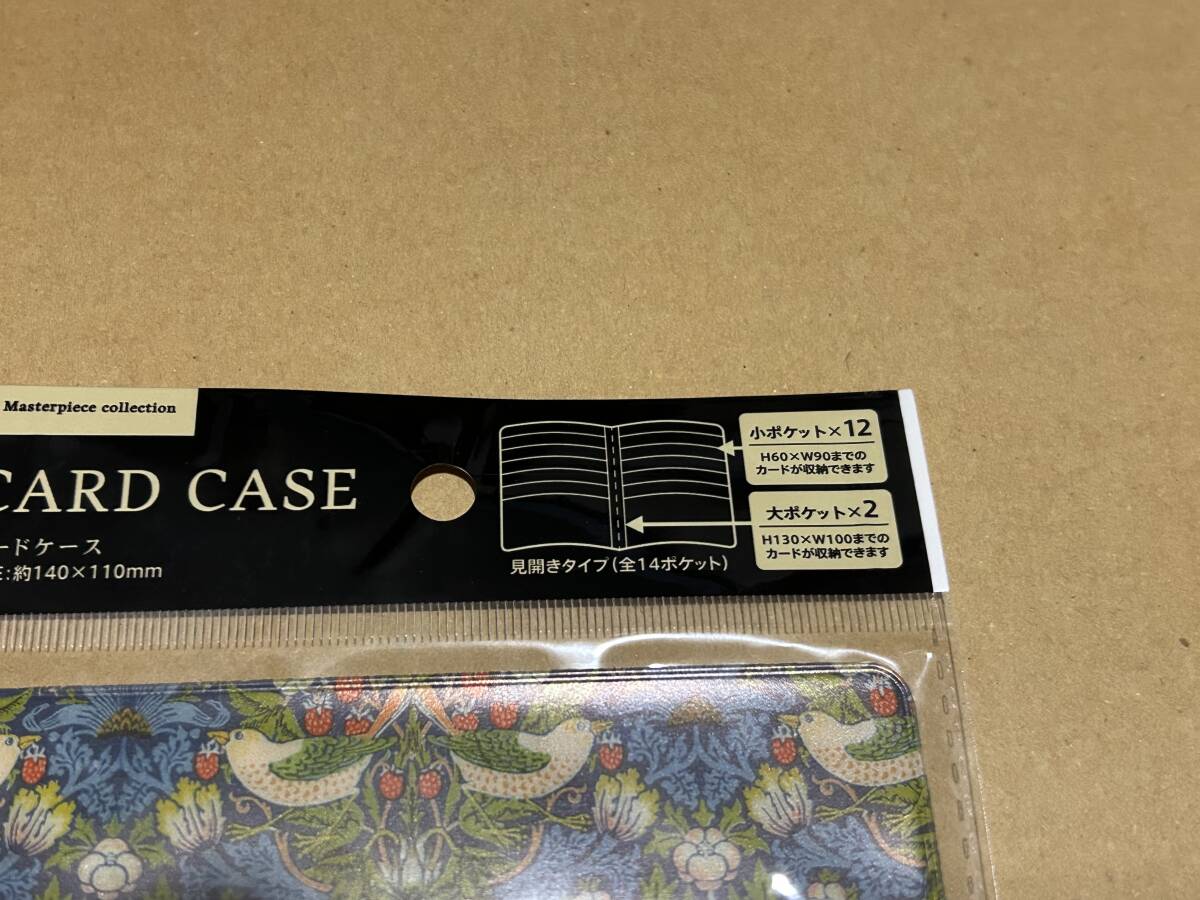 Masterpiece collection
CARD CASE
ードケース
E:約140×110mm
小ポケット×12
H60×W90までの
カードが収納できます
大ポケット×2
H130×W100までの
カードが収納できます
見開きタイプ(全14ポケット)